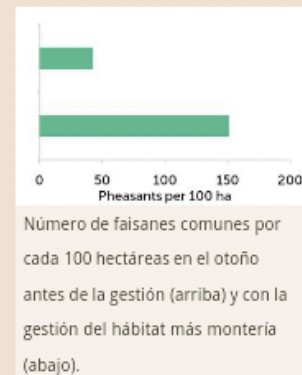 0 50 100 150 200
Pheasants per 100 ha
Número de faisanes comunes por
cada 100 hectáreas en el otoño
antes de la gestión (arriba) y con la
gestión del hábitat más montería
(abajo).